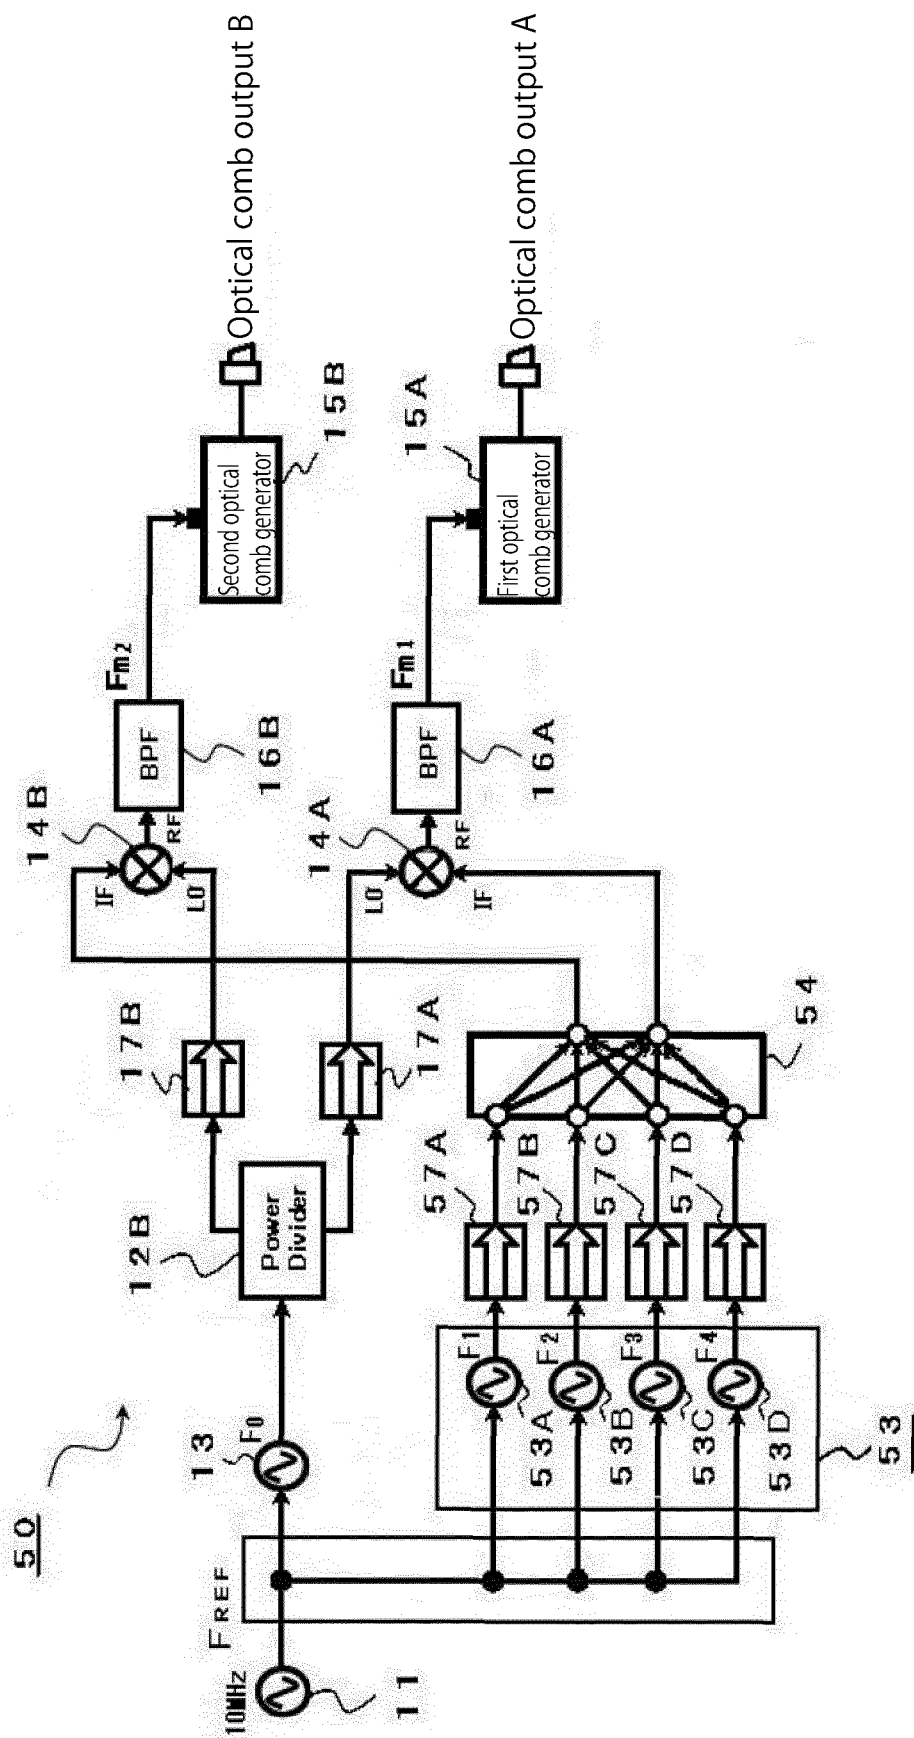 50
10MHz
11
FREF
13
F0
12B
Power
Divider
17B
17A
53
53A
53B
53C
53D
F1
F2
F3
F4
57A
57B
57C
57D
54
IF
LO
RF
14B
LO
IF
RF
14A
BPF
16B
Fm2
BPF
16A
Fm1
Second optical
comb generator
15B
First optical
comb generator
15A
Optical comb output B
Optical comb output A